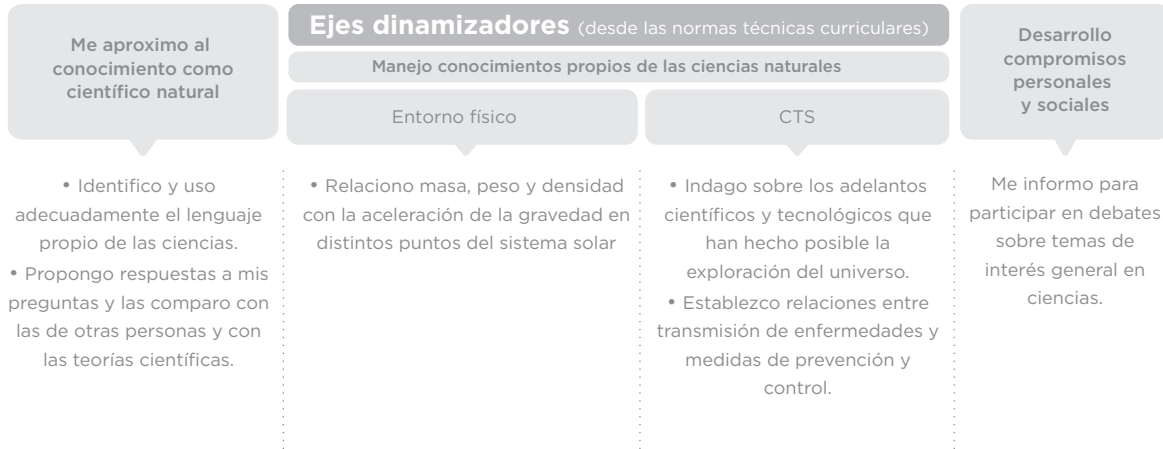 Me aproximo al
conocimiento como
científico natural
Ejes dinamizadores (desde las normas técnicas curriculares)
Manejo conocimientos propios de las ciencias naturales
Entorno físico
CTS
Desarrollo
compromisos
personales
y sociales
• Identifico y uso
adecuadamente el lenguaje
propio de las ciencias.
• Propongo respuestas a mis
preguntas y las comparo con
las de otras personas y con
las teorías científicas.
• Relaciono masa, peso y densidad
con la aceleración de la gravedad en
distintos puntos del sistema solar
• Indago sobre los adelantos
científicos y tecnológicos que
han hecho posible la
exploración del universo.
• Establezco relaciones entre
transmisión de enfermedades y
medidas de prevención y
control.
Me informo para
participar en debates
sobre temas de
interés general en
ciencias.